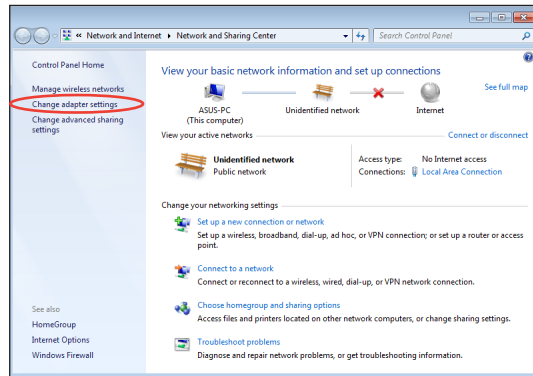 « Network and Internet ▸ Network and Sharing Center
Search Control Panel
Control Panel Home
Manage wireless networks
Change adapter settings
Change advanced sharing
settings
See also
HomeGroup
Internet Options
Windows Firewall
View your basic network information and set up connections
See full map
ASUS-PC
(This computer)
Unidentified network
Internet
View your active networks
Connect or disconnect
Unidentified network
Public network
Access type: No Internet access
Connections: Local Area Connection
Change your networking settings
Set up a new connection or network
Set up a wireless, broadband, dial-up, ad hoc, or VPN connection; or set up a router or access
point.
Connect to a network
Connect or reconnect to a wireless, wired, dial-up, or VPN network connection.
Choose homegroup and sharing options
Access files and printers located on other network computers, or change sharing settings.
Troubleshoot problems
Diagnose and repair network problems, or get troubleshooting information.